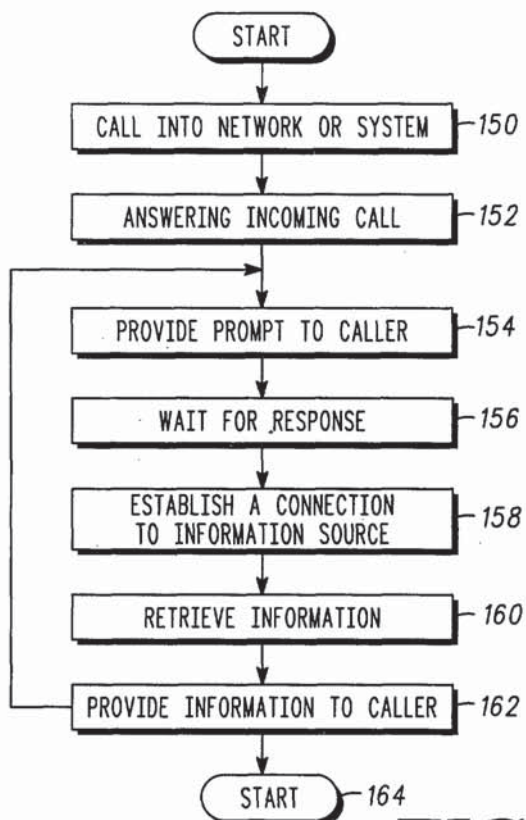 START
CALL INTO NETWORK OR SYSTEM 150
ANSWERING INCOMING CALL 152
PROVIDE PROMPT TO CALLER 154
WAIT FOR RESPONSE 156
ESTABLISH A CONNECTION
TO INFORMATION SOURCE 158
RETRIEVE INFORMATION 160
PROVIDE INFORMATION TO CALLER 162
START 164